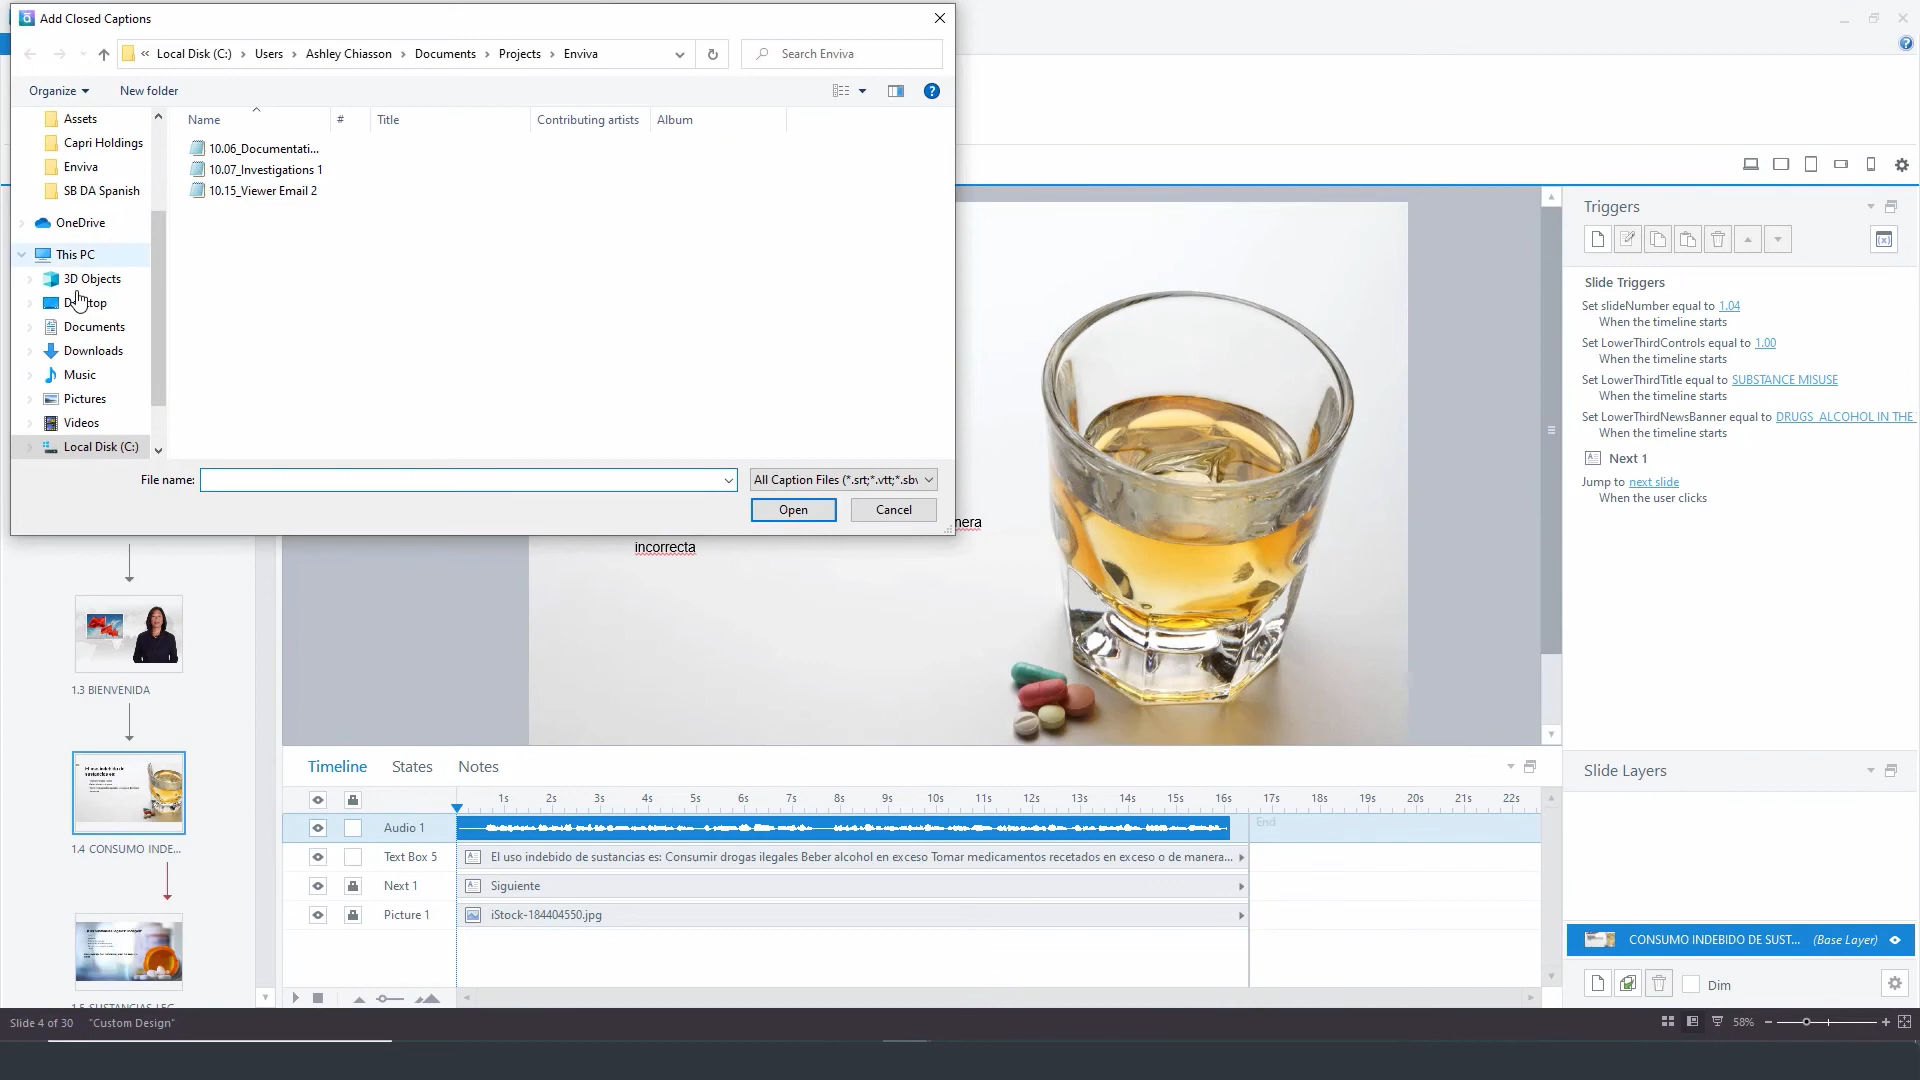 Add Closed Captions
« Local Disk (C:) › Users › Ashley Chiasson › Documents › Projects › Enviva
Search Enviva
Organize
New folder
Assets
Capri Holdings
Enviva
SB DA Spanish
OneDrive
This PC
3D Objects
Documents
Downloads
Music
Pictures
Videos
Local Disk (C:)
Name
#
Title
Contributing artists
Album
10.06_Documentati...
10.07_Investigations 1
10.15_Viewer Email 2
File name:
All Caption Files (*.srt;*.vtt;*.sbv
Open
Cancel
incorrecta
1.3 BIENVENIDA
1.4 CONSUMO INDE...
Triggers
Slide Triggers
Set slideNumber equal to 1.04
When the timeline starts
Set LowerThirdControls equal to 1.00
When the timeline starts
Set LowerThirdTitle equal to SUBSTANCE MISUSE
When the timeline starts
Set LowerThirdNewsBanner equal to DRUGS ALCOHOL IN THE
When the timeline starts
Next 1
Jump to next slide
When the user clicks
Timeline
States
Notes
1s 2s 3s 4s 5s 6s 7s 8s 9s 10s 11s 12s 13s 14s 15s 16s 17s 18s 19s 20s 21s 22s
Audio 1
End
Text Box 5
El uso indebido de sustancias es: Consumir drogas ilegales Beber alcohol en exceso Tomar medicamentos recetados en exceso o de manera...
Next 1
Siguiente
Picture 1
iStock-184404550.jpg
Slide Layers
CONSUMO INDEBIDO DE SUST...
(Base Layer)
Dim
Slide 4 of 30
"Custom Design"
58%